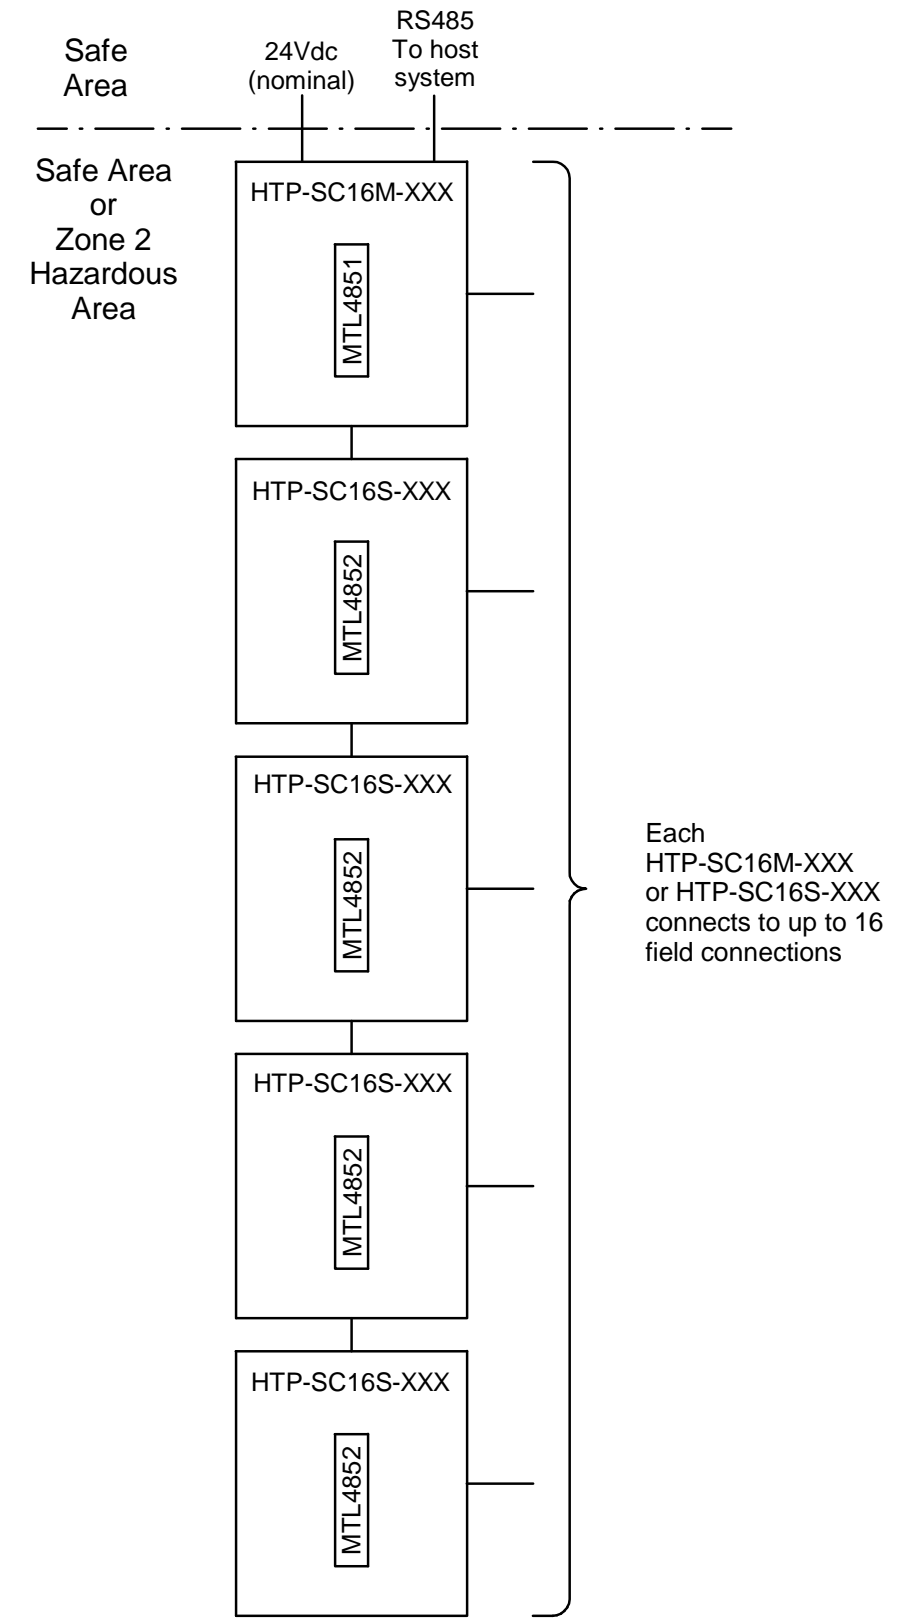 Safe
Area
24Vdc
(nominal)
RS485
To host
system
Safe Area
or
Zone 2
Hazardous
Area
HTP-SC16M-XXX
MTL4851
HTP-SC16S-XXX
MTL4852
HTP-SC16S-XXX
MTL4852
Each
HTP-SC16M-XXX
or HTP-SC16S-XXX
connects to up to 16
field connections
HTP-SC16S-XXX
MTL4852
HTP-SC16S-XXX
MTL4852